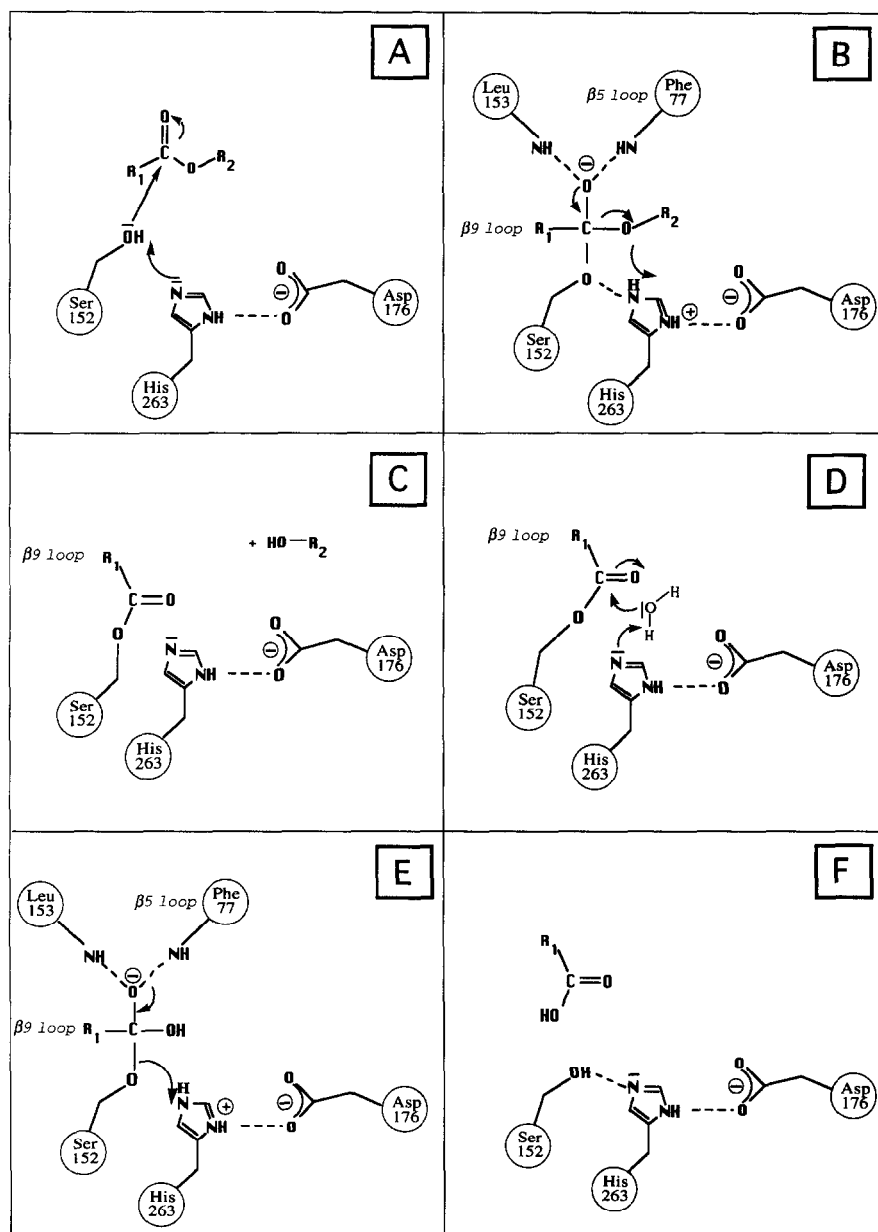 A
O
C
R1
O
R2
OH
Ser
152
N
NH
His
263
O
⊖
O
Asp
176
B
Leu
153
β5 loop
Phe
77
NH
HN
⊖
O
β9 loop
R1
C
O
R2
O
H
N
NH
⊕
Ser
152
His
263
O
⊖
O
Asp
176
C
β9 loop
R1
C
O
+ HO—R2
O
N
NH
Ser
152
His
263
O
⊖
O
Asp
176
D
β9 loop
R1
C
O
O
H
O
H
N
NH
Ser
152
His
263
O
⊖
O
Asp
176
E
Leu
153
β5 loop
Phe
77
NH
NH
⊖
O
β9 loop
R1
C
OH
O
H
N
⊕
NH
Ser
152
His
263
O
⊖
O
Asp
176
F
R1
C
O
HO
OH
N
NH
Ser
152
His
263
O
⊖
O
Asp
176